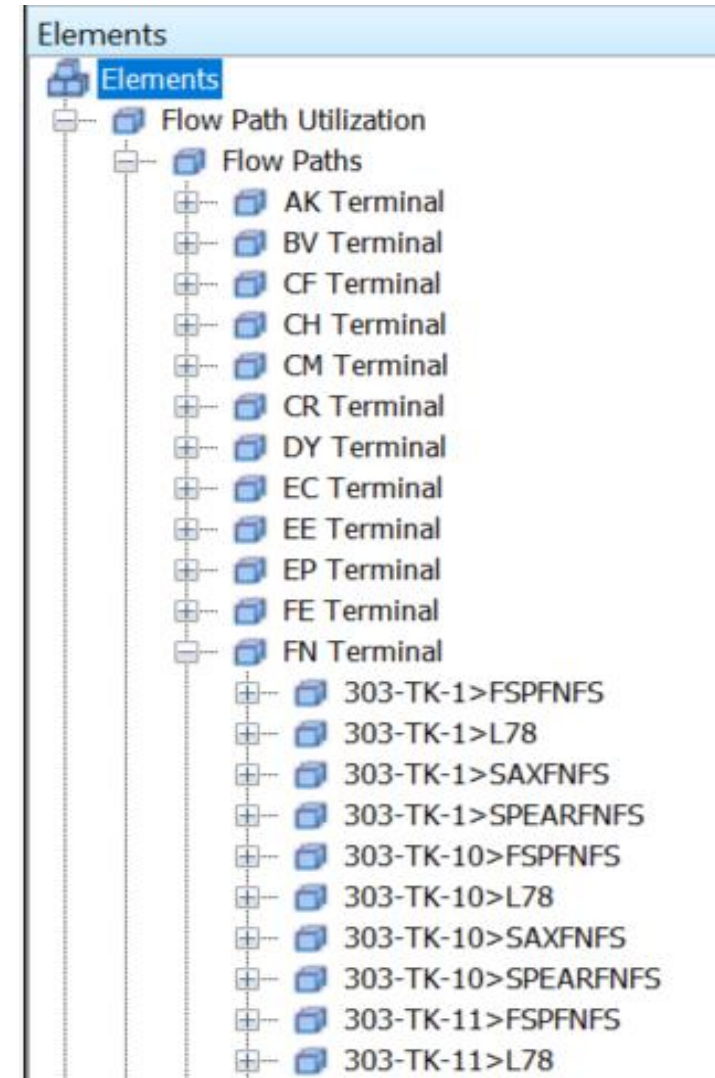 Elements
Elements
Flow Path Utilization
Flow Paths
AK Terminal
BV Terminal
CF Terminal
CH Terminal
CM Terminal
CR Terminal
DY Terminal
EC Terminal
EE Terminal
EP Terminal
FE Terminal
FN Terminal
303-TK-1>FSPFNFS
303-TK-1>L78
303-TK-1>SAXFNFS
303-TK-1>SPEARFNFS
303-TK-10>FSPFNFS
303-TK-10>L78
303-TK-10>SAXFNFS
303-TK-10>SPEARFNFS
303-TK-11>FSPFNFS
303-TK-11>L78